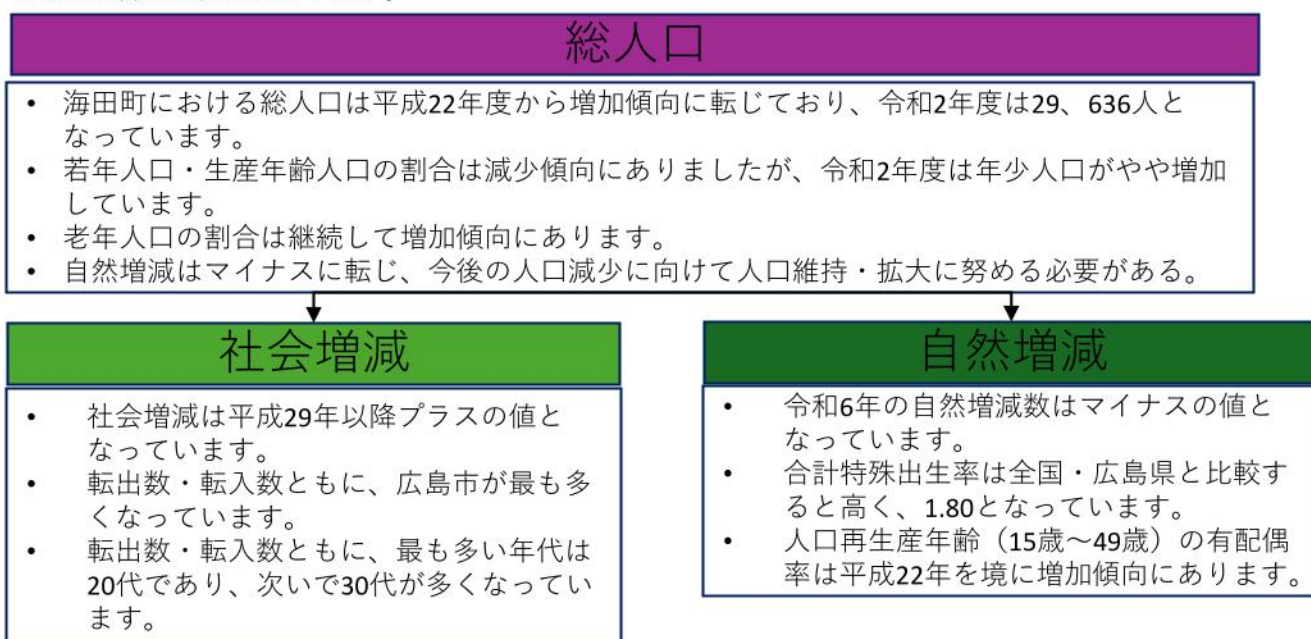 総人口
• 海田町における総人口は平成22年度から増加傾向に転じており、令和2年度は29、636人と
なっています。
• 若年人口・生産年齢人口の割合は減少傾向にありましたが、令和2年度は年少人口がやや増加
しています。
• 老年人口の割合は継続して増加傾向にあります。
• 自然増減はマイナスに転じ、今後の人口減少に向けて人口維持・拡大に努める必要がある。
社会増減
• 社会増減は平成29年以降プラスの値と
なっています。
• 転出数・転入数ともに、広島市が最も多
くなっています。
• 転出数・転入数ともに、最も多い年代は
20代であり、次いで30代が多くなってい
ます。
自然増減
• 令和6年の自然増減数はマイナスの値と
なっています。
• 合計特殊出生率は全国・広島県と比較す
ると高く、1.80となっています。
• 人口再生産年齢（15歳～49歳）の有配偶
率は平成22年を境に増加傾向にあります。